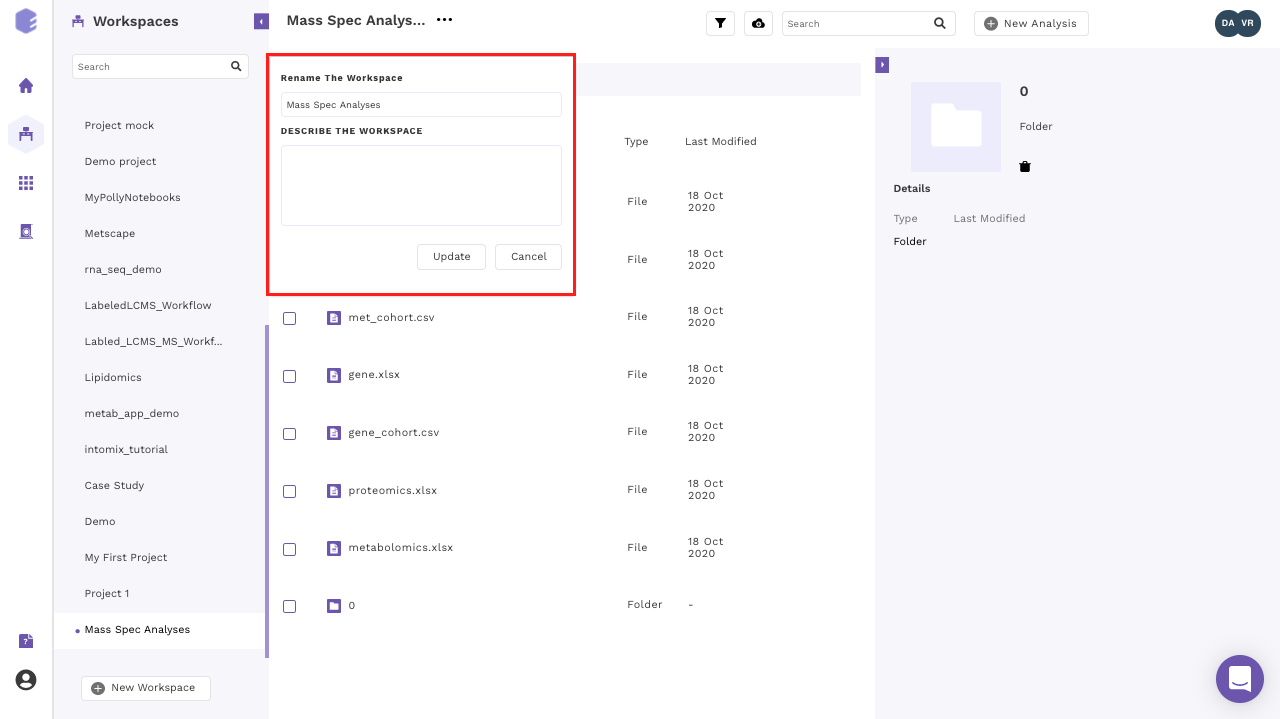 Workspaces
Mass Spec Analys...
Search
New Analysis
DA
VR
Search
Project mock
Demo project
MyPollyNotebooks
Metscape
rna_seq_demo
LabeledLCMS_Workflow
Labled_LCMS_MS_Workf...
Lipidomics
metab_app_demo
intomix_tutorial
Case Study
Demo
My First Project
Project 1
Mass Spec Analyses
New Workspace
Rename The Workspace
Mass Spec Analyses
DESCRIBE THE WORKSPACE
Update
Cancel
Type
Last Modified
File
18 Oct
2020
File
18 Oct
2020
met_cohort.csv
File
18 Oct
2020
gene.xlsx
File
18 Oct
2020
gene_cohort.csv
File
18 Oct
2020
proteomics.xlsx
File
18 Oct
2020
metabolomics.xlsx
File
18 Oct
2020
0
Folder
-
0
Folder
Details
Type
Last Modified
Folder